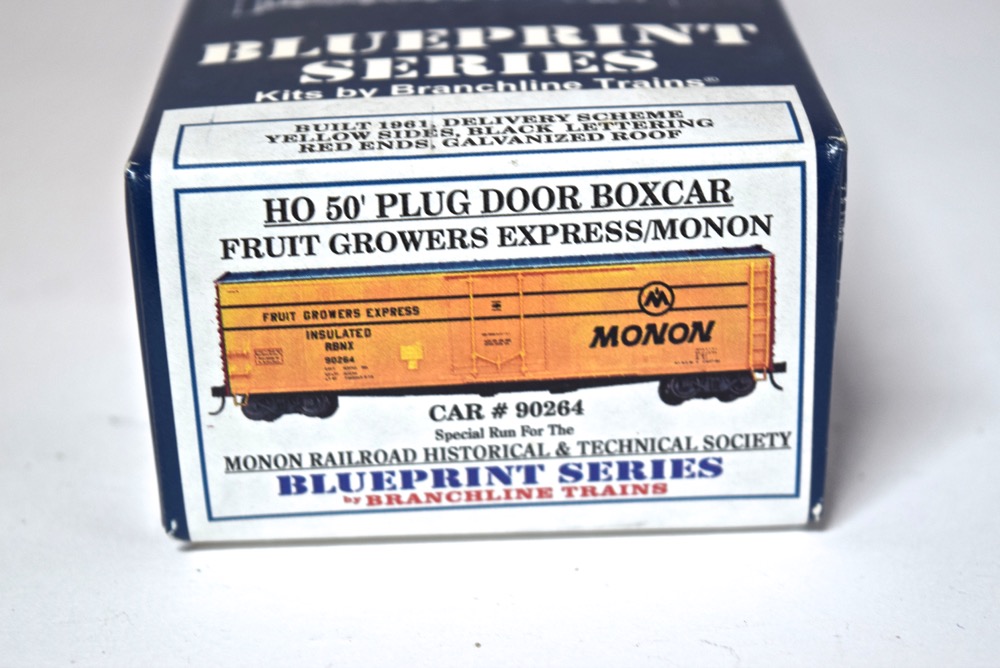 BLUEPRINT
SERIES
Kits by Branchline Trains®
BUILT 1961, DELIVERY SCHEME
YELLOW SIDES, BLACK LETTERING
RED ENDS, GALVANIZED ROOF
HO 50' PLUG DOOR BOXCAR
FRUIT GROWERS EXPRESS/MONON
FRUIT GROWERS EXPRESS
INSULATED
RBNX
90264
M
MONON
CAR # 90264
Special Run For The
MONON RAILROAD HISTORICAL & TECHNICAL SOCIETY
BLUEPRINT SERIES
by BRANCHLINE TRAINS